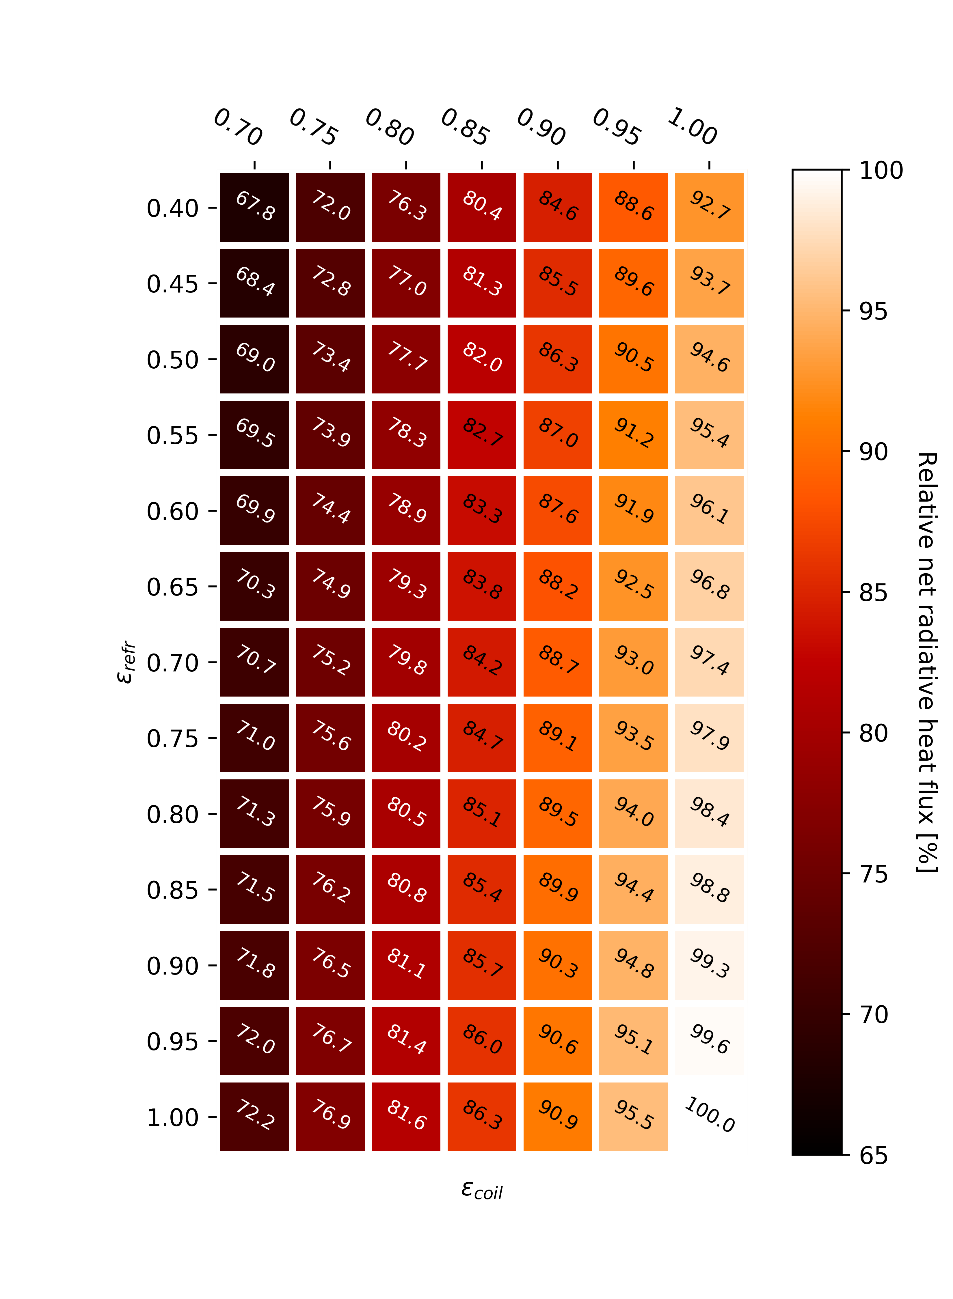 0.70 0.75 0.80 0.85 0.90 0.95 1.00
0.40 67.8 72.0 76.3 80.4 84.6 88.6 92.7
0.45 68.4 72.8 77.0 81.3 85.5 89.6 93.7
0.50 69.0 73.4 77.7 82.0 86.3 90.5 94.6
0.55 69.5 73.9 78.3 82.7 87.0 91.2 95.4
0.60 69.9 74.4 78.9 83.3 87.6 91.9 96.1
0.65 70.3 74.9 79.3 83.8 88.2 92.5 96.8
0.70 70.7 75.2 79.8 84.2 88.7 93.0 97.4
0.75 71.0 75.6 80.2 84.7 89.1 93.5 97.9
0.80 71.3 75.9 80.5 85.1 89.5 94.0 98.4
0.85 71.5 76.2 80.8 85.4 89.9 94.4 98.8
0.90 71.8 76.5 81.1 85.7 90.3 94.8 99.3
0.95 72.0 76.7 81.4 86.0 90.6 95.1 99.6
1.00 72.2 76.9 81.6 86.3 90.9 95.5 100.0
ε_refr
ε_coil
100
95
90
85
80
75
70
65
Relative net radiative heat flux [%]